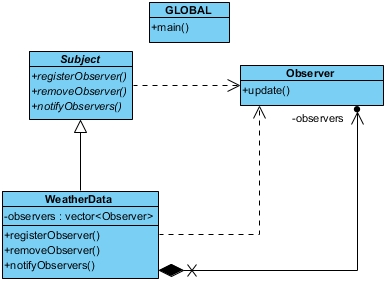 GLOBAL
+main()
Subject
+registerObserver()
+removeObserver()
+notifyObservers()
Observer
+update()
-observers
WeatherData
-observers : vector<Observer>
+registerObserver()
+removeObserver()
+notifyObservers()